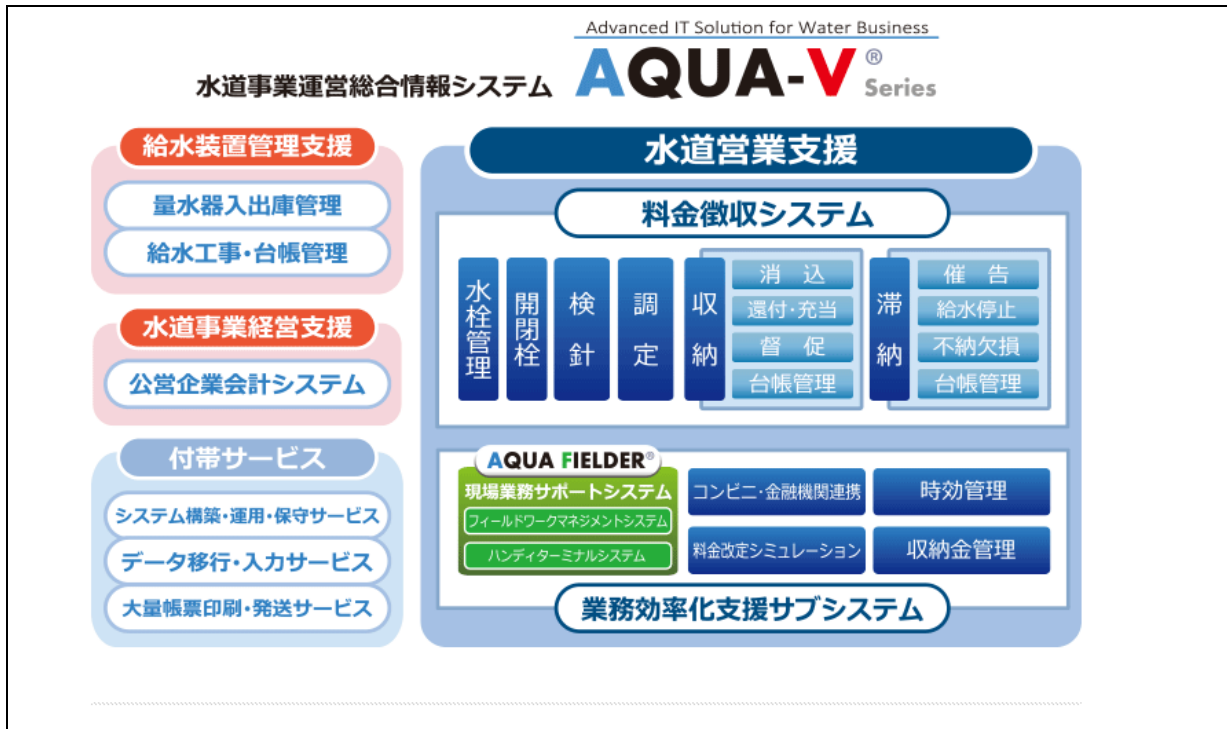 Advanced IT Solution for Water Business
水道事業運営総合情報システム AQUA-V® Series
給水装置管理支援
量水器入出庫管理
給水工事・台帳管理
水道事業経営支援
公営企業会計システム
付帯サービス
システム構築・運用・保守サービス
データ移行・入力サービス
大量帳票印刷・発送サービス
水道営業支援
料金徴収システム
水栓管理
開閉栓
検針
調定
収納
消込
還付・充当
督促
台帳管理
滞納
催告
給水停止
不納欠損
台帳管理
AQUA FIELDER®
現場業務サポートシステム
フィールドワークマネジメントシステム
ハンディターミナルシステム
コンビニ・金融機関連携
時効管理
料金改定シミュレーション
収納金管理
業務効率化支援サブシステム